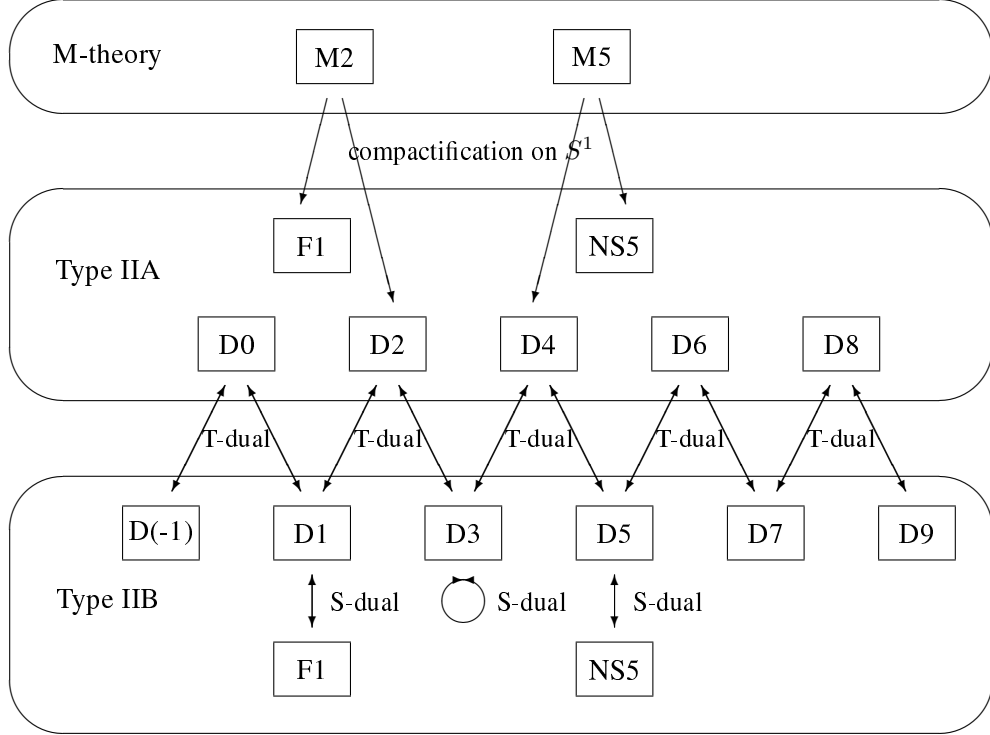 M-theory M2 M5
compactification on S¹
F1 NS5
Type IIA
D0 D2 D4 D6 D8
T-dual T-dual T-dual T-dual T-dual
D(-1) D1 D3 D5 D7 D9
Type IIB S-dual S-dual S-dual
F1 NS5